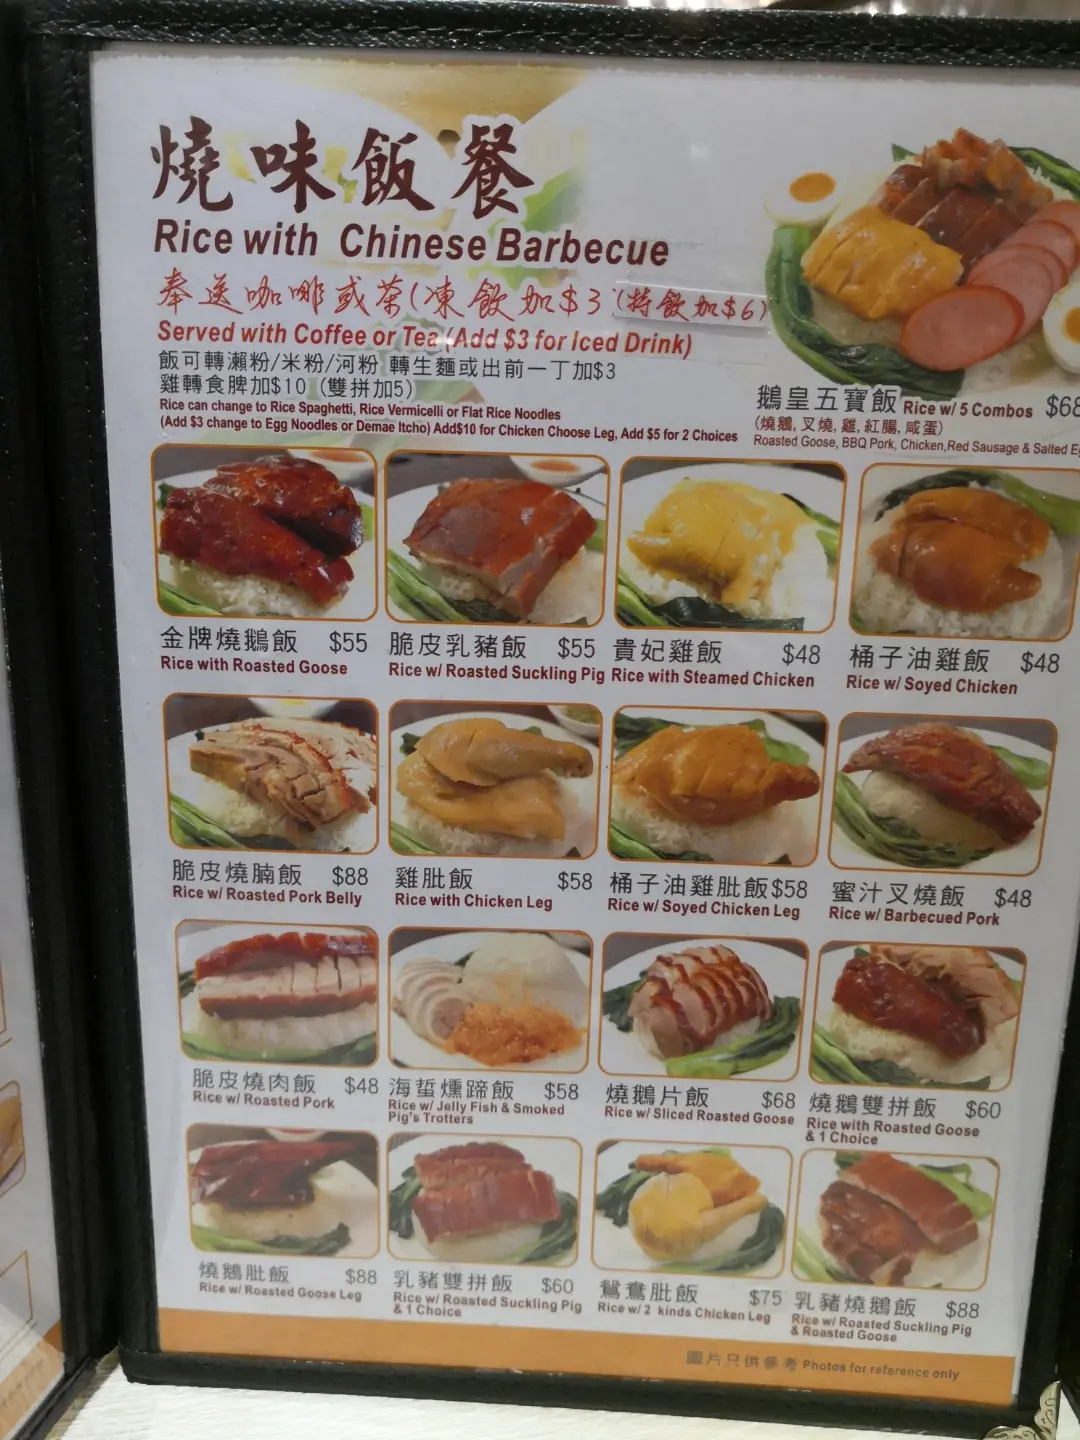 燒味飯餐
Rice with Chinese Barbecue
奉送咖啡或茶(凍飲加$3(特飲加$6)
Served with Coffee or Tea (Add $3 for Iced Drink)
飯可轉瀨粉/米粉/河粉 轉生麵或出前一丁加$3
雞轉食脾加$10 (雙拼加5)
Rice can change to Rice Spaghetti, Rice Vermicelli or Flat Rice Noodles
(Add $3 change to Egg Noodles or Demae Itcho) Add$10 for Chicken Choose Leg, Add $5 for 2 Choices
鵝皇五寶飯 Rice w/ 5 Combos $68
(燒鵝, 叉燒, 雞, 紅腸, 咸蛋)
Roasted Goose, BBQ Pork, Chicken,Red Sausage & Salted
金牌燒鵝飯 $55
Rice with Roasted Goose
脆皮乳豬飯 $55
Rice w/ Roasted Suckling Pig
貴妃雞飯 $48
Rice with Steamed Chicken
桶子油雞飯 $48
Rice w/ Soyed Chicken
脆皮燒腩飯 $88
Rice w/ Roasted Pork Belly
雞肶飯 $58
Rice with Chicken Leg
桶子油雞肶飯$58
Rice w/ Soyed Chicken Leg
蜜汁叉燒飯 $48
Rice w/ Barbecued Pork
脆皮燒肉飯 $48
Rice w/ Roasted Pork
海蜇燻蹄飯 $58
Rice w/ Jelly Fish & Smoked
Pig's Trotters
燒鵝片飯 $68
Rice w/ Sliced Roasted Goose
燒鵝雙拼飯 $60
Rice with Roasted Goose
& 1 Choice
燒鵝肶飯 $88
Rice w/ Roasted Goose Leg
乳豬雙拼飯 $60
Rice w/ Roasted Suckling Pig
& 1 Choice
鴛鴦肶飯 $75
Rice w/ 2 kinds Chicken Leg
乳豬燒鵝飯 $88
Rice w/ Roasted Suckling Pig
& Roasted Goose
圖片只供參考 Photos for reference only